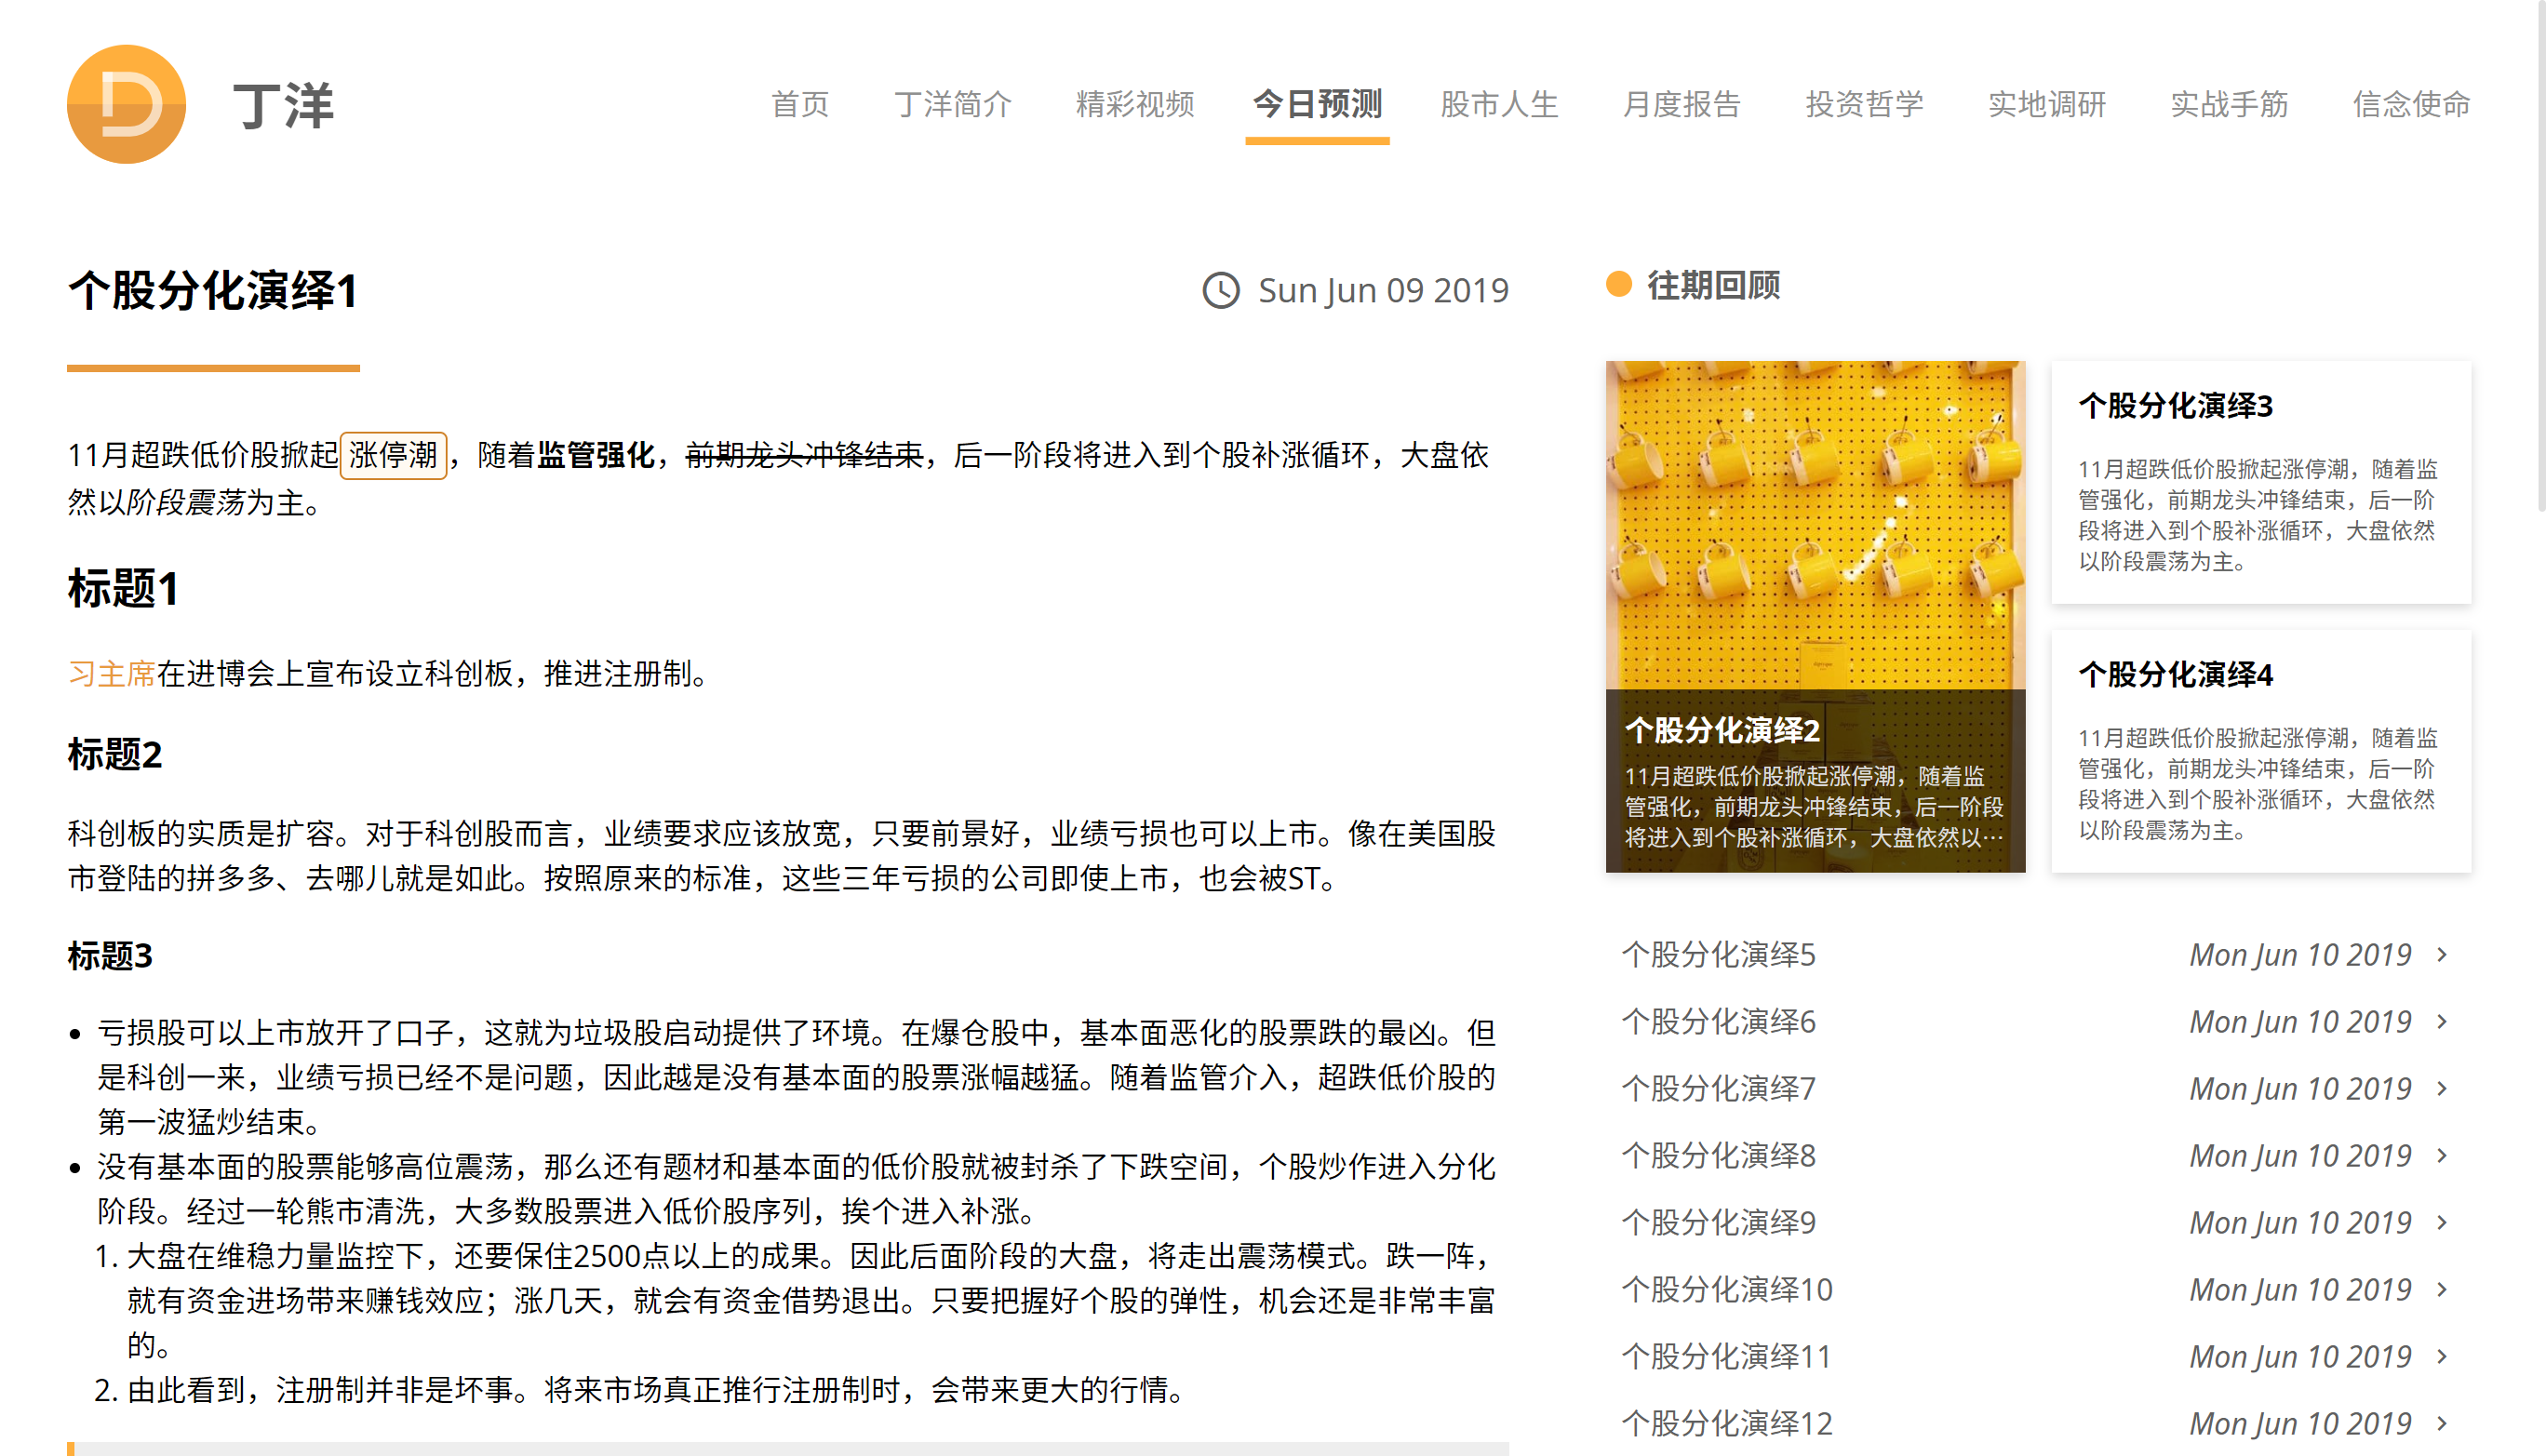 丁洋
首页 丁洋简介 精彩视频 今日预测 股市人生 月度报告 投资哲学 实地调研 实战手筋 信念使命
个股分化演绎1
Sun Jun 09 2019
11月超跌低价股掀起涨停潮，随着监管强化，前期龙头冲锋结束，后一阶段将进入到个股补涨循环，大盘依
然以阶段震荡为主。
标题1
习主席在进博会上宣布设立科创板，推进注册制。
标题2
科创板的实质是扩容。对于科创股而言，业绩要求应该放宽，只要前景好，业绩亏损也可以上市。像在美国股
市登陆的拼多多、去哪儿就是如此。按照原来的标准，这些三年亏损的公司即使上市，也会被ST。
标题3
• 亏损股可以上市放开了口子，这就为垃圾股启动提供了环境。在爆仓股中，基本面恶化的股票跌的最凶。但
是科创一来，业绩亏损已经不是问题，因此越是没有基本面的股票涨幅越猛。随着监管介入，超跌低价股的
第一波猛炒结束。
• 没有基本面的股票能够高位震荡，那么还有题材和基本面的低价股就被封杀了下跌空间，个股炒作进入分化
阶段。经过一轮熊市清洗，大多数股票进入低价股序列，挨个进入补涨。
1. 大盘在维稳力量监控下，还要保住2500点以上的成果。因此后面阶段的大盘，将走出震荡模式。跌一阵，
就有资金进场带来赚钱效应；涨几天，就会有资金借势退出。只要把握好个股的弹性，机会还是非常丰富
的。
2. 由此看到，注册制并非是坏事。将来市场真正推行注册制时，会带来更大的行情。
往期回顾
个股分化演绎2
11月超跌低价股掀起涨停潮，随着监
管强化，前期龙头冲锋结束，后一阶段
将进入到个股补涨循环，大盘依然以…
个股分化演绎3
11月超跌低价股掀起涨停潮，随着监
管强化，前期龙头冲锋结束，后一阶
段将进入到个股补涨循环，大盘依然
以阶段震荡为主。
个股分化演绎4
11月超跌低价股掀起涨停潮，随着监
管强化，前期龙头冲锋结束，后一阶
段将进入到个股补涨循环，大盘依然
以阶段震荡为主。
个股分化演绎5 Mon Jun 10 2019
个股分化演绎6 Mon Jun 10 2019
个股分化演绎7 Mon Jun 10 2019
个股分化演绎8 Mon Jun 10 2019
个股分化演绎9 Mon Jun 10 2019
个股分化演绎10 Mon Jun 10 2019
个股分化演绎11 Mon Jun 10 2019
个股分化演绎12 Mon Jun 10 2019